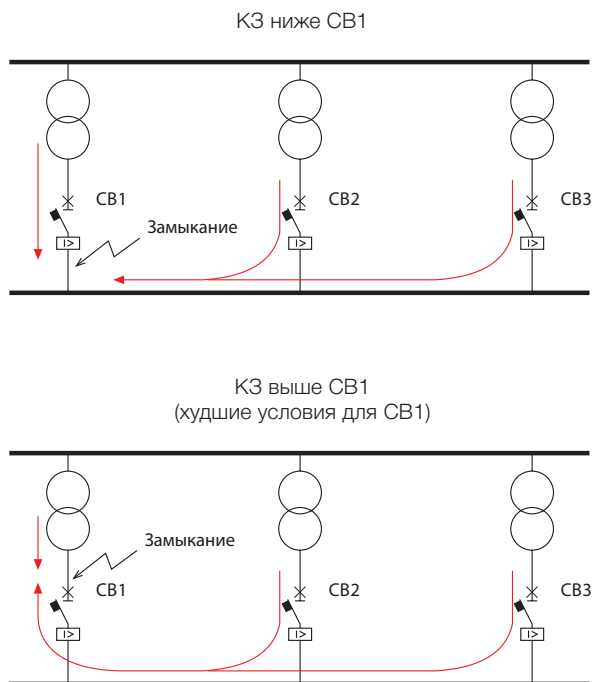 КЗ ниже СВ1
СВ1
СВ2
СВ3
Замыкание
I>
I>
I>
КЗ выше СВ1
(худшие условия для СВ1)
Замыкание
СВ1
СВ2
СВ3
I>
I>
I>